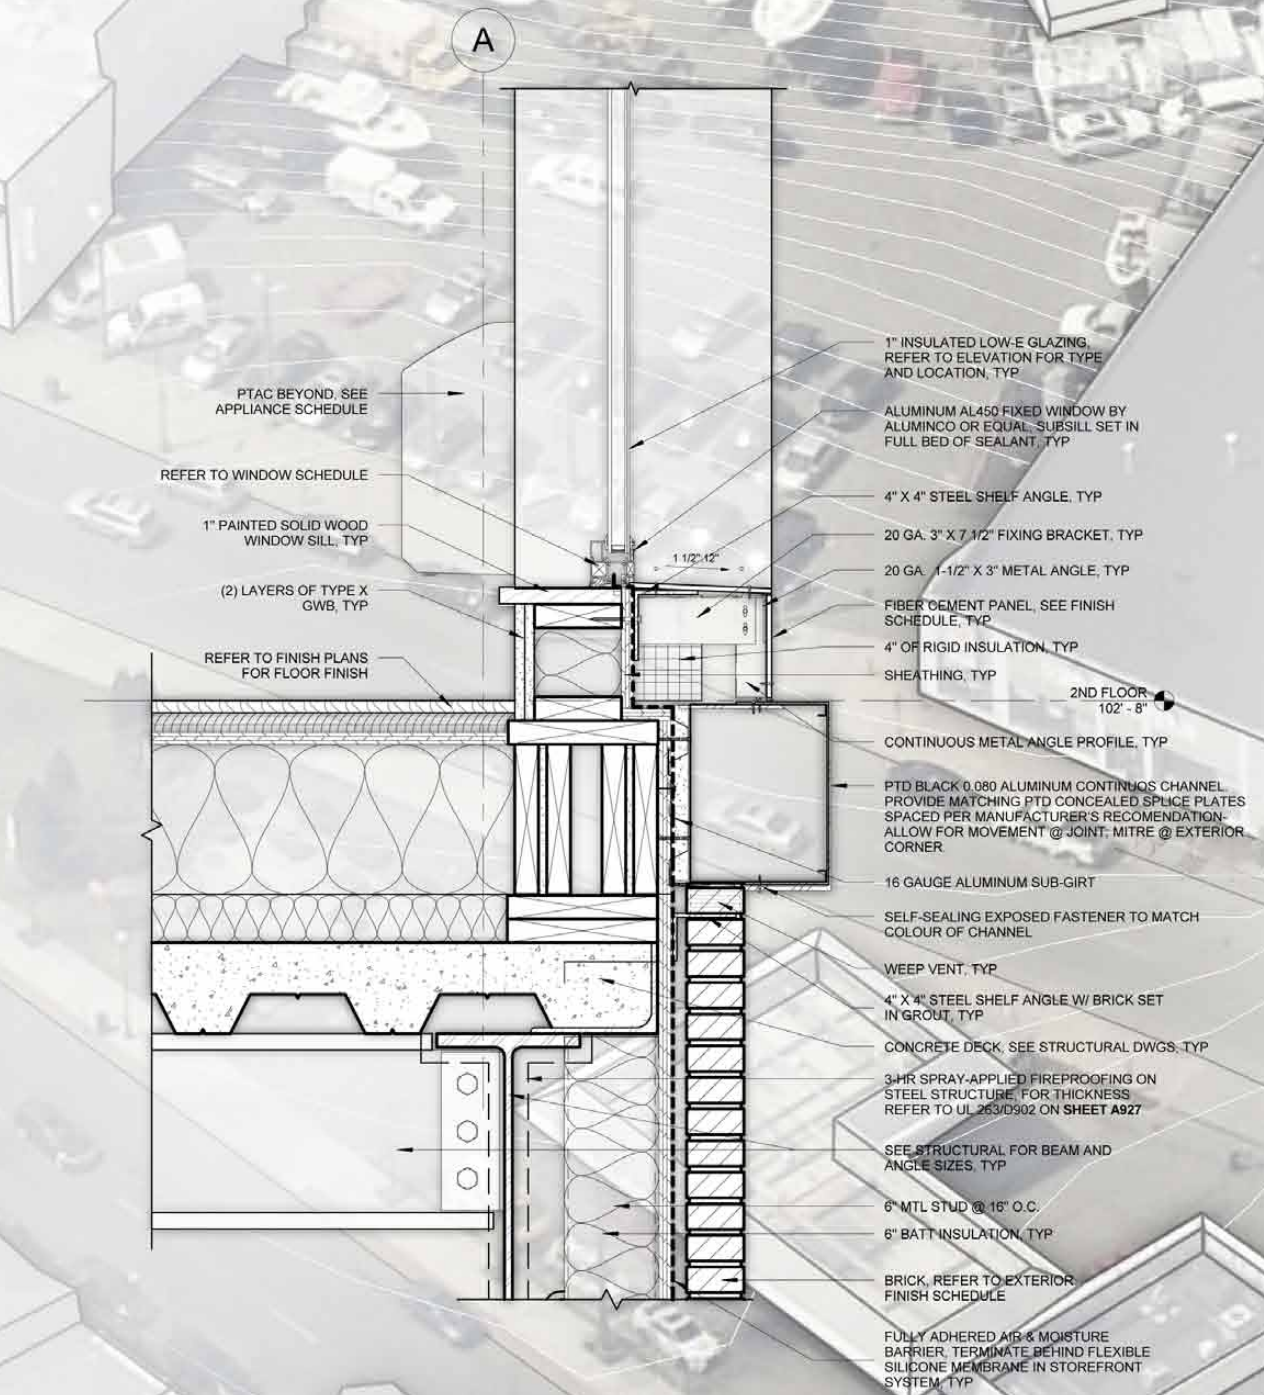 A
PTAC BEYOND, SEE
APPLIANCE SCHEDULE
REFER TO WINDOW SCHEDULE
1" PAINTED SOLID WOOD
WINDOW SILL, TYP
(2) LAYERS OF TYPE X
GWB, TYP
REFER TO FINISH PLANS
FOR FLOOR FINISH
1 1/2":12"
1" INSULATED LOW-E GLAZING,
REFER TO ELEVATION FOR TYPE
AND LOCATION, TYP
ALUMINUM AL450 FIXED WINDOW BY
ALUMINCO OR EQUAL, SUBSILL SET IN
FULL BED OF SEALANT, TYP
4" X 4" STEEL SHELF ANGLE, TYP
20 GA. 3" X 7 1/2" FIXING BRACKET, TYP
20 GA. 1-1/2" X 3" METAL ANGLE, TYP
FIBER CEMENT PANEL, SEE FINISH
SCHEDULE, TYP
4" OF RIGID INSULATION, TYP
SHEATHING, TYP
2ND FLOOR
102' - 8"
CONTINUOUS METAL ANGLE PROFILE, TYP
PTD BLACK 0.080 ALUMINUM CONTINUOS CHANNEL
PROVIDE MATCHING PTD CONCEALED SPLICE PLATES
SPACED PER MANUFACTURER'S RECOMENDATION-
ALLOW FOR MOVEMENT @ JOINT; MITRE @ EXTERIOR
CORNER.
16 GAUGE ALUMINUM SUB-GIRT
SELF-SEALING EXPOSED FASTENER TO MATCH
COLOUR OF CHANNEL
WEEP VENT, TYP
4" X 4" STEEL SHELF ANGLE W/ BRICK SET
IN GROUT, TYP
CONCRETE DECK, SEE STRUCTURAL DWGS, TYP
3-HR SPRAY-APPLIED FIREPROOFING ON
STEEL STRUCTURE, FOR THICKNESS
REFER TO UL 263/D902 ON SHEET A927
SEE STRUCTURAL FOR BEAM AND
ANGLE SIZES, TYP
6" MTL STUD @ 16" O.C.
6" BATT INSULATION, TYP
BRICK, REFER TO EXTERIOR
FINISH SCHEDULE
FULLY ADHERED AIR & MOISTURE
BARRIER, TERMINATE BEHIND FLEXIBLE
SILICONE MEMBRANE IN STOREFRONT
SYSTEM, TYP